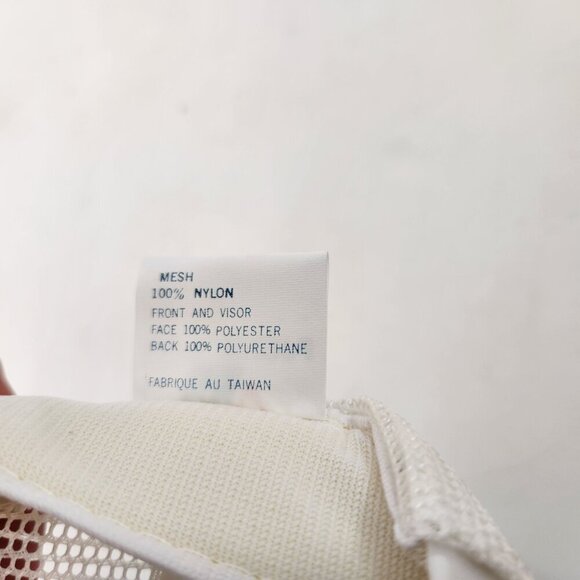 MESH
100% NYLON
FRONT AND VISOR
FACE 100% POLYESTER
BACK 100% POLYURETHANE
FABRIQUE AU TAIWAN